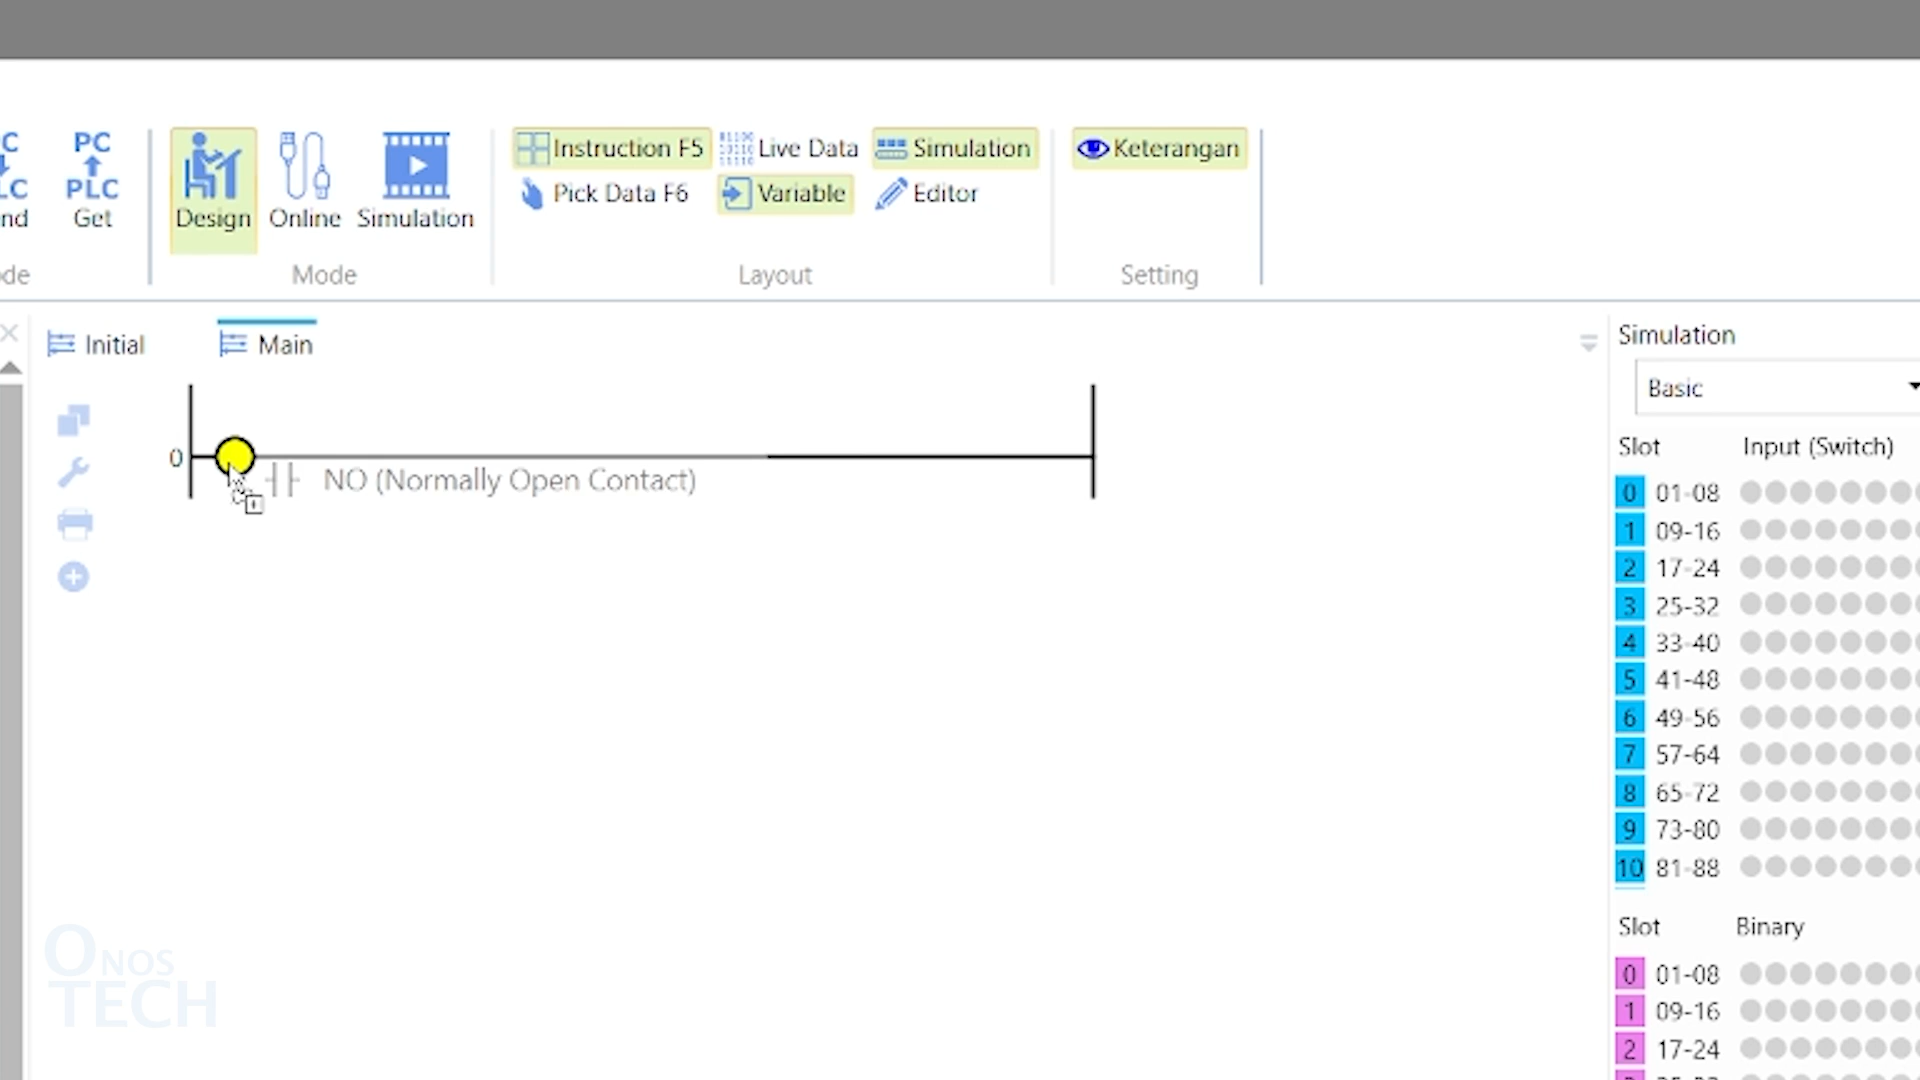 PC
PLC
Get
Design
Online
Simulation
Mode
Instruction F5
Live Data
Simulation
Pick Data F6
Variable
Editor
Layout
Keterangan
Setting
Initial
Main
0
NO (Normally Open Contact)
Simulation
Basic
Slot Input (Switch)
0 01-08
1 09-16
2 17-24
3 25-32
4 33-40
5 41-48
6 49-56
7 57-64
8 65-72
9 73-80
10 81-88
Slot Binary
0 01-08
1 09-16
2 17-24
ONOS
TECH